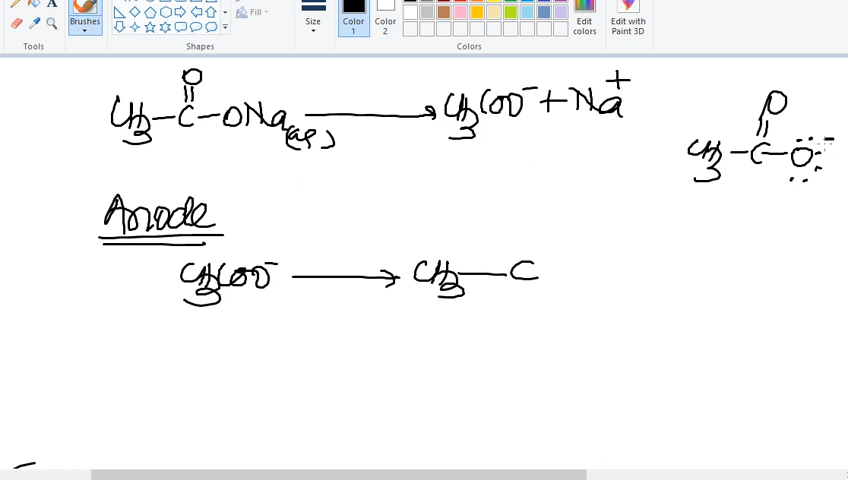 Brushes
Fill
Size
Color 1
Color 2
Edit colors
Edit with Paint 3D
Tools
Shapes
Colors
O
CH3-C-ONa(aq) → CH3COO⁻ + Na⁺
O
CH3-C-O⁻
Anode
CH3COO⁻ → CH3-C